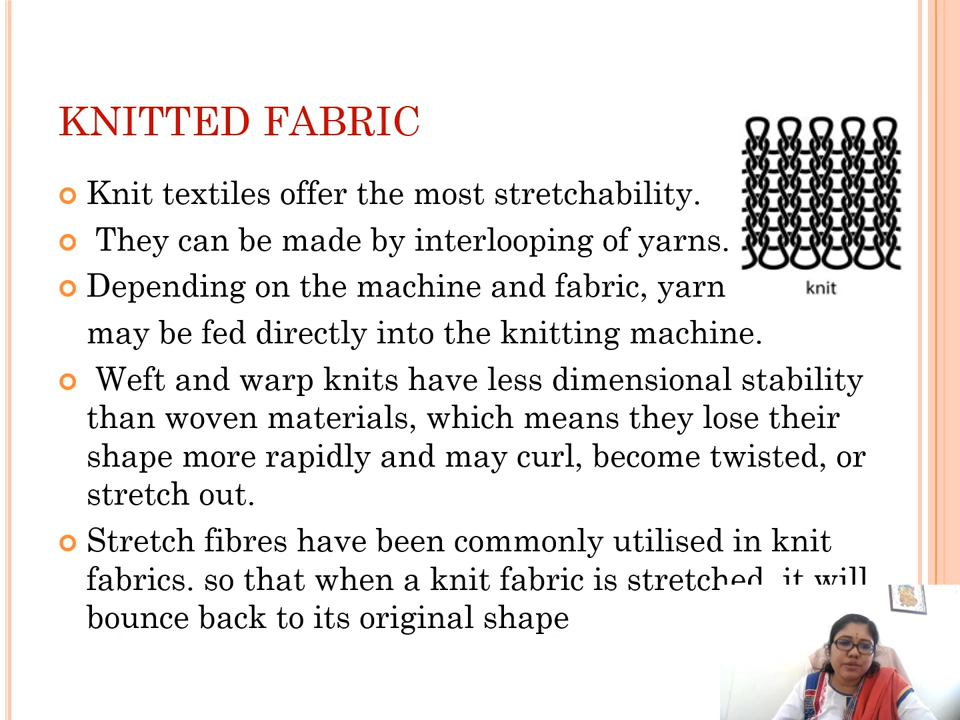 KNITTED FABRIC
Knit textiles offer the most stretchability.
They can be made by interlooping of yarns.
Depending on the machine and fabric, yarn
may be fed directly into the knitting machine.
Weft and warp knits have less dimensional stability
than woven materials, which means they lose their
shape more rapidly and may curl, become twisted, or
stretch out.
Stretch fibres have been commonly utilised in knit
fabrics. so that when a knit fabric is stretched, it will
bounce back to its original shape
knit